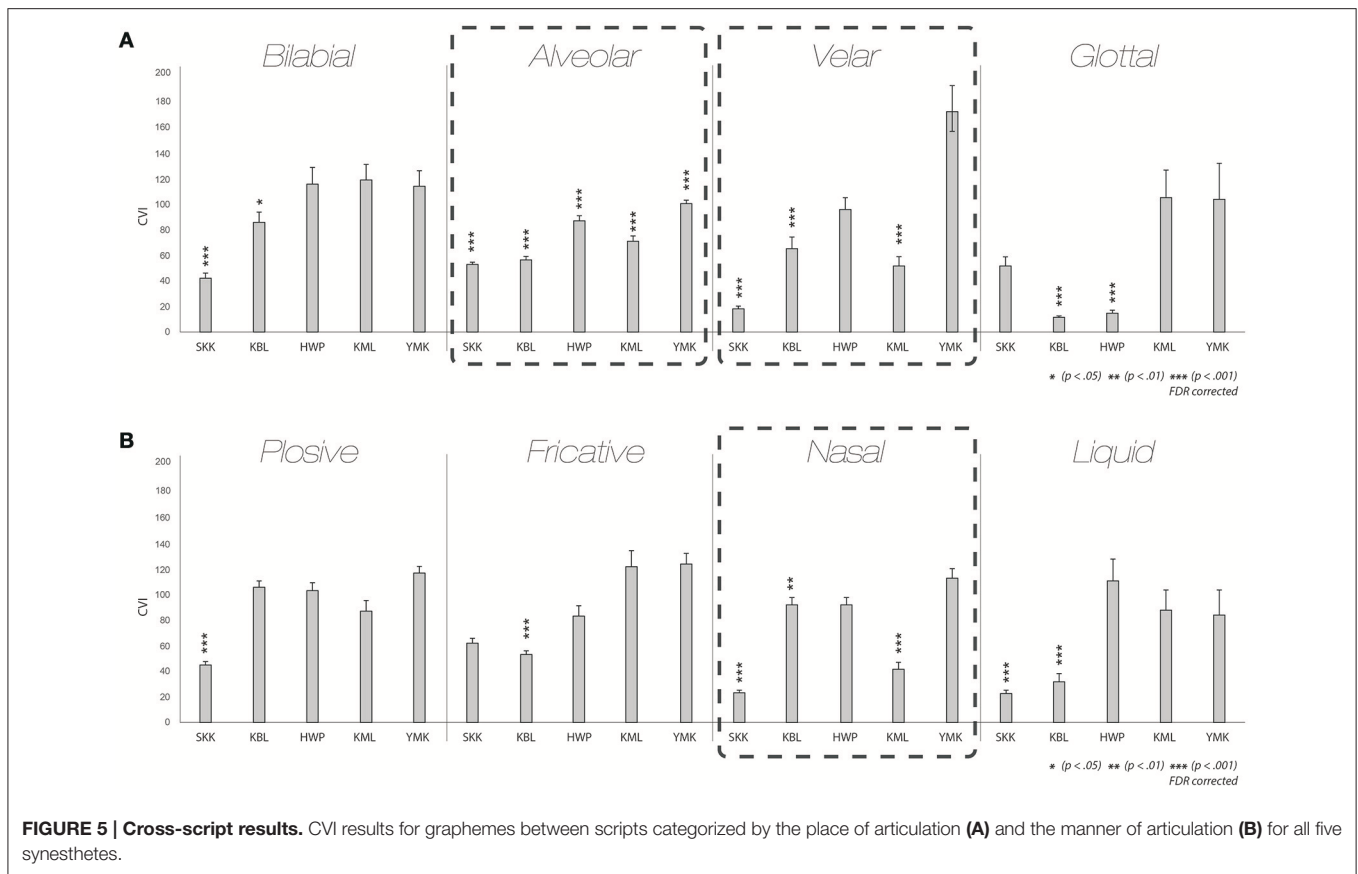 A
Bilabial Alveolar Velar Glottal
200
180
160
140
120
100
80
60
40
20
0
CVI
*** * *** *** *** *** *** *** *** *** *** ***
SKK KBL HWP KML YMK SKK KBL HWP KML YMK SKK KBL HWP KML YMK SKK KBL HWP KML YMK
* (p < .05) ** (p < .01) *** (p < .001)
FDR corrected
B
Plosive Fricative Nasal Liquid
200
180
160
140
120
100
80
60
40
20
0
CVI
*** *** *** ** *** *** ***
SKK KBL HWP KML YMK SKK KBL HWP KML YMK SKK KBL HWP KML YMK SKK KBL HWP KML YMK
* (p < .05) ** (p < .01) *** (p < .001)
FDR corrected
FIGURE 5 | Cross-script results. CVI results for graphemes between scripts categorized by the place of articulation (A) and the manner of articulation (B) for all five
synesthetes.